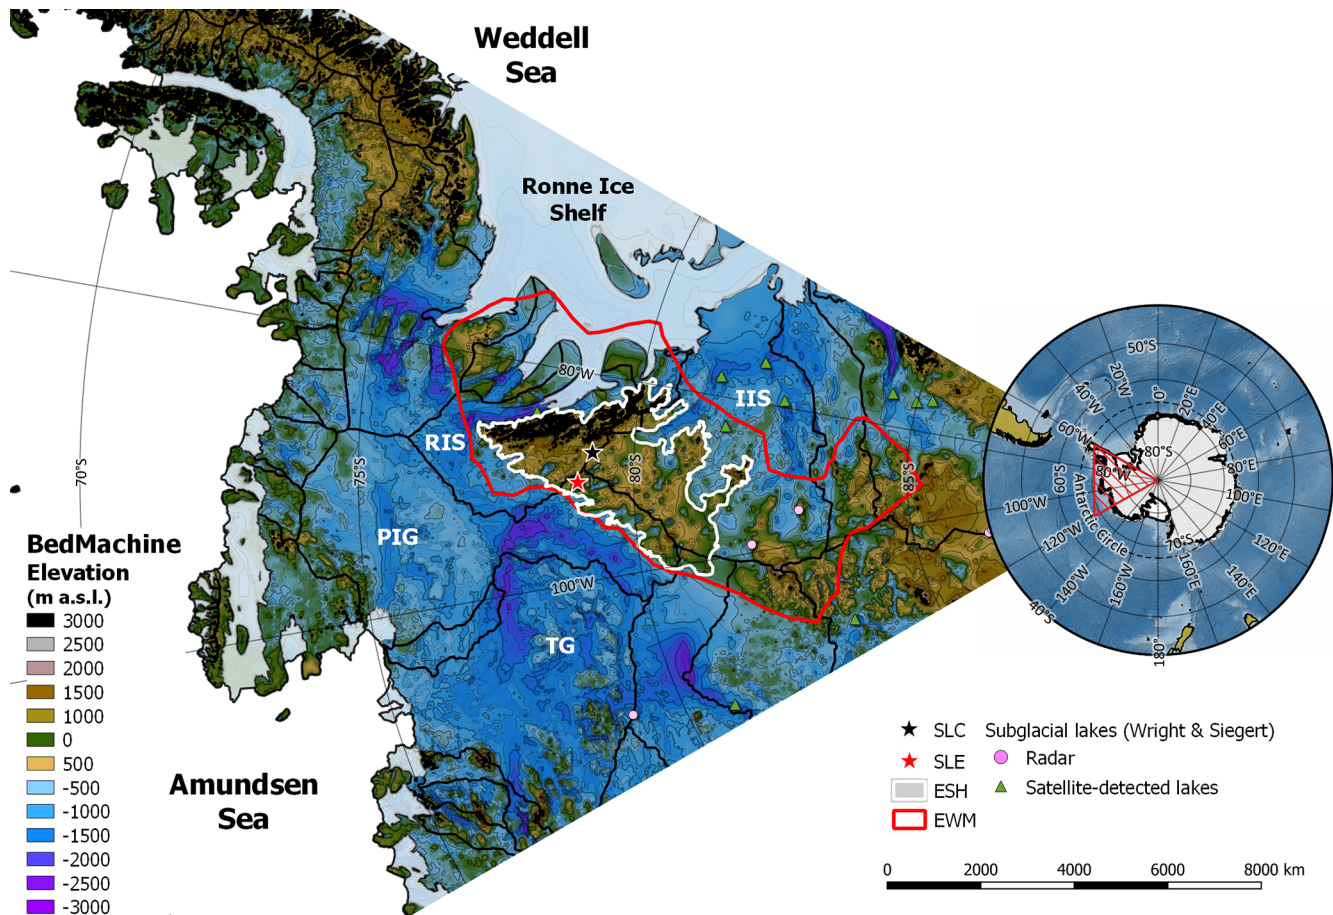 Weddell
Sea
Ronne Ice
Shelf
80°W
IIS
RIS
80°S
85°S
70°S
75°S
PIG
100°W
TG
Amundsen
Sea
BedMachine
Elevation
(m a.s.l.)
3000
2500
2000
1500
1000
0
500
-500
-1000
-1500
-2000
-2500
-3000
50°S
20°W
0°
20°E
40°W
40°E
60°W
60°E
80°S
60°S
80°W
80°E
100°W
100°E
Antarctic Circle
120°W
70°S
120°E
140°W
160°W
160°E
140°E
40°S
180°
SLC
Subglacial lakes (Wright & Siegert)
SLE
Radar
ESH
Satellite-detected lakes
EWM
0 2000 4000 6000 8000 km